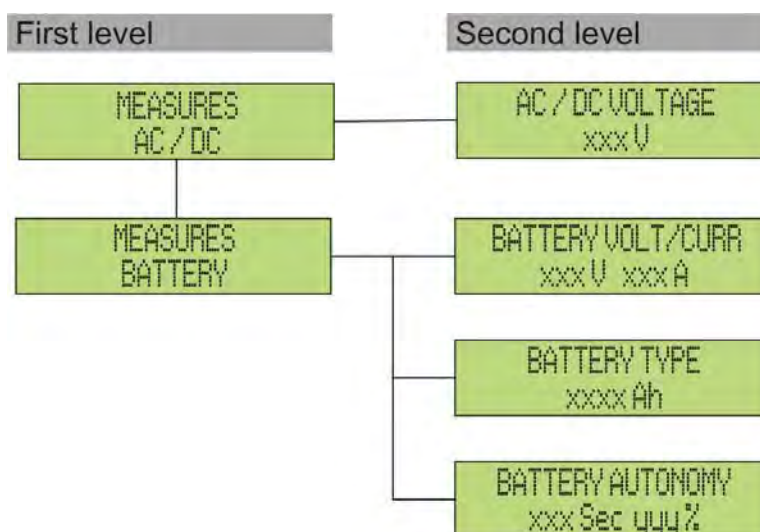 First level
Second level
MEASURES
AC / DC
AC / DC VOLTAGE
xxx V
MEASURES
BATTERY
BATTERY VOLT/CURR
xxx V xxx A
BATTERY TYPE
xxxx Ah
BATTERY AUTONOMY
xxx Sec yyy %